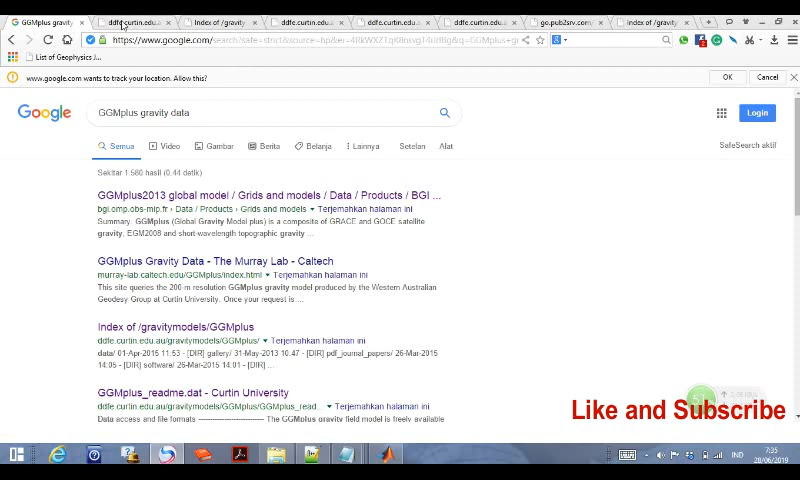 GGMplus gravity
ddfe.curtin.edu.a
Index of /gravity
ddfe.curtin.edu.
ddfe.curtin.edu.a
ddfe.curtin.edu.
go.pub2srv.com/
index of /gravity
List of Geophysics J...
www.google.com wants to track your location. Allow this?
OK
Cancel
Google
GGMplus gravity data
Login
Semua
Video
Gambar
Berita
Belanja
Lainnya
Setelan
Alat
SafeSearch aktif
Sekitar 1.580 hasil (0,44 detik)
GGMplus2013 global model / Grids and models / Data / Products / BGI ...
bgi.omp.obs-mip.fr › Data / Products › Grids and models ▾ Terjemahkan halaman ini
Summary. GGMplus (Global Gravity Model plus) is a composite of GRACE and GOCE satellite
gravity, EGM2008 and short-wavelength topographic gravity ...
GGMplus Gravity Data - The Murray Lab - Caltech
murray-lab.caltech.edu/GGMplus/index.html ▾ Terjemahkan halaman ini
This site queries the 200-m resolution GGMplus gravity model produced by the Western Australian
Geodesy Group at Curtin University. Once your request is ...
Index of /gravitymodels/GGMplus
ddfe.curtin.edu.au/gravitymodels/GGMplus/ ▾ Terjemahkan halaman ini
data/ 01-Apr-2015 11:53 - [DIR] gallery/ 31-May-2013 10:47 - [DIR] pdf_journal_papers/ 26-Mar-2015
14:05 - [DIR] software/ 26-Mar-2015 14:01 - [DIR] ...
GGMplus_readme.dat - Curtin University
ddfe.curtin.edu.au/gravitymodels/GGMplus/GGMplus_read... ▾ Terjemahkan halaman ini
Data access and file formats ---------------------------- The GGMplus gravity field model is freely available
Like and Subscribe
IND
7:35
28/06/2019